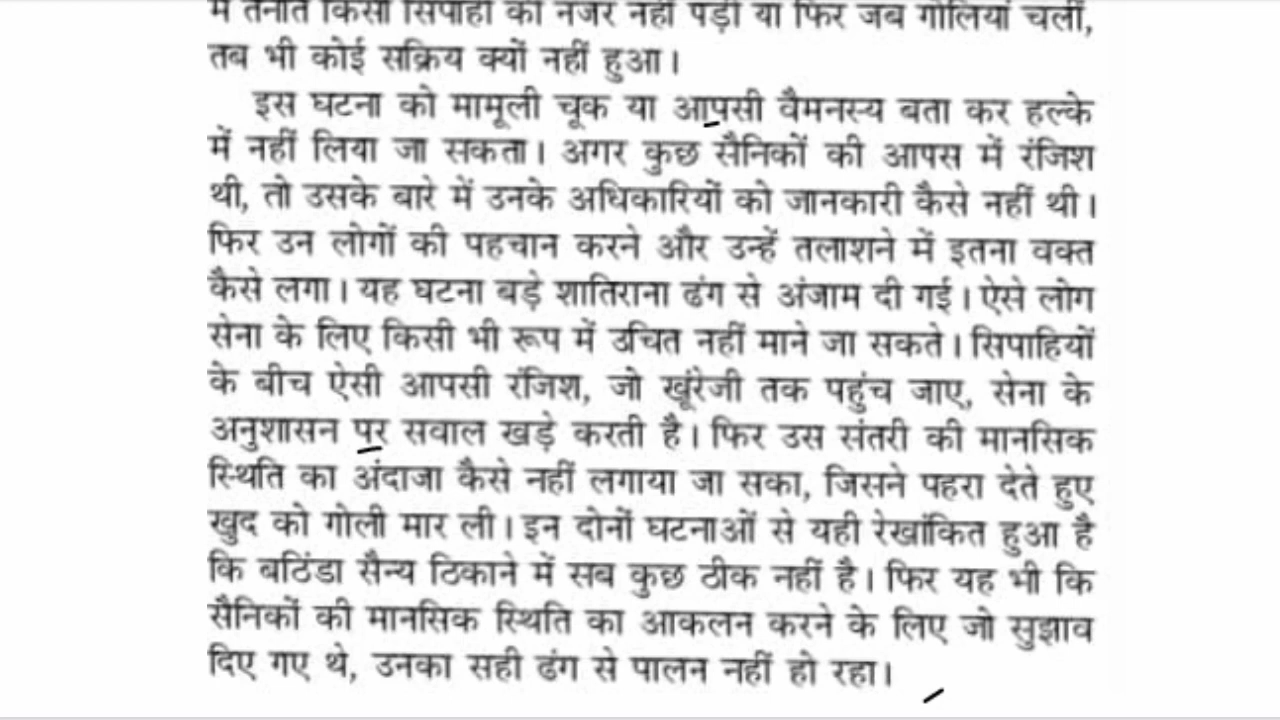 में तैनात किसी सिपाही की नजर नहीं पड़ी या फिर जब गोलियां चलीं,
तब भी कोई सक्रिय क्यों नहीं हुआ।
इस घटना को मामूली चूक या आपसी वैमनस्य बता कर हल्के
में नहीं लिया जा सकता। अगर कुछ सैनिकों की आपस में रंजिश
थी, तो उसके बारे में उनके अधिकारियों को जानकारी कैसे नहीं थी।
फिर उन लोगों की पहचान करने और उन्हें तलाशने में इतना वक्त
कैसे लगा। यह घटना बड़े शातिराना ढंग से अंजाम दी गई। ऐसे लोग
सेना के लिए किसी भी रूप में उचित नहीं माने जा सकते। सिपाहियों
के बीच ऐसी आपसी रंजिश, जो खूंरेजी तक पहुंच जाए, सेना के
अनुशासन पर सवाल खड़े करती है। फिर उस संतरी की मानसिक
स्थिति का अंदाजा कैसे नहीं लगाया जा सका, जिसने पहरा देते हुए
खुद को गोली मार ली। इन दोनों घटनाओं से यही रेखांकित हुआ है
कि बठिंडा सैन्य ठिकाने में सब कुछ ठीक नहीं है। फिर यह भी कि
सैनिकों की मानसिक स्थिति का आकलन करने के लिए जो सुझाव
दिए गए थे, उनका सही ढंग से पालन नहीं हो रहा।